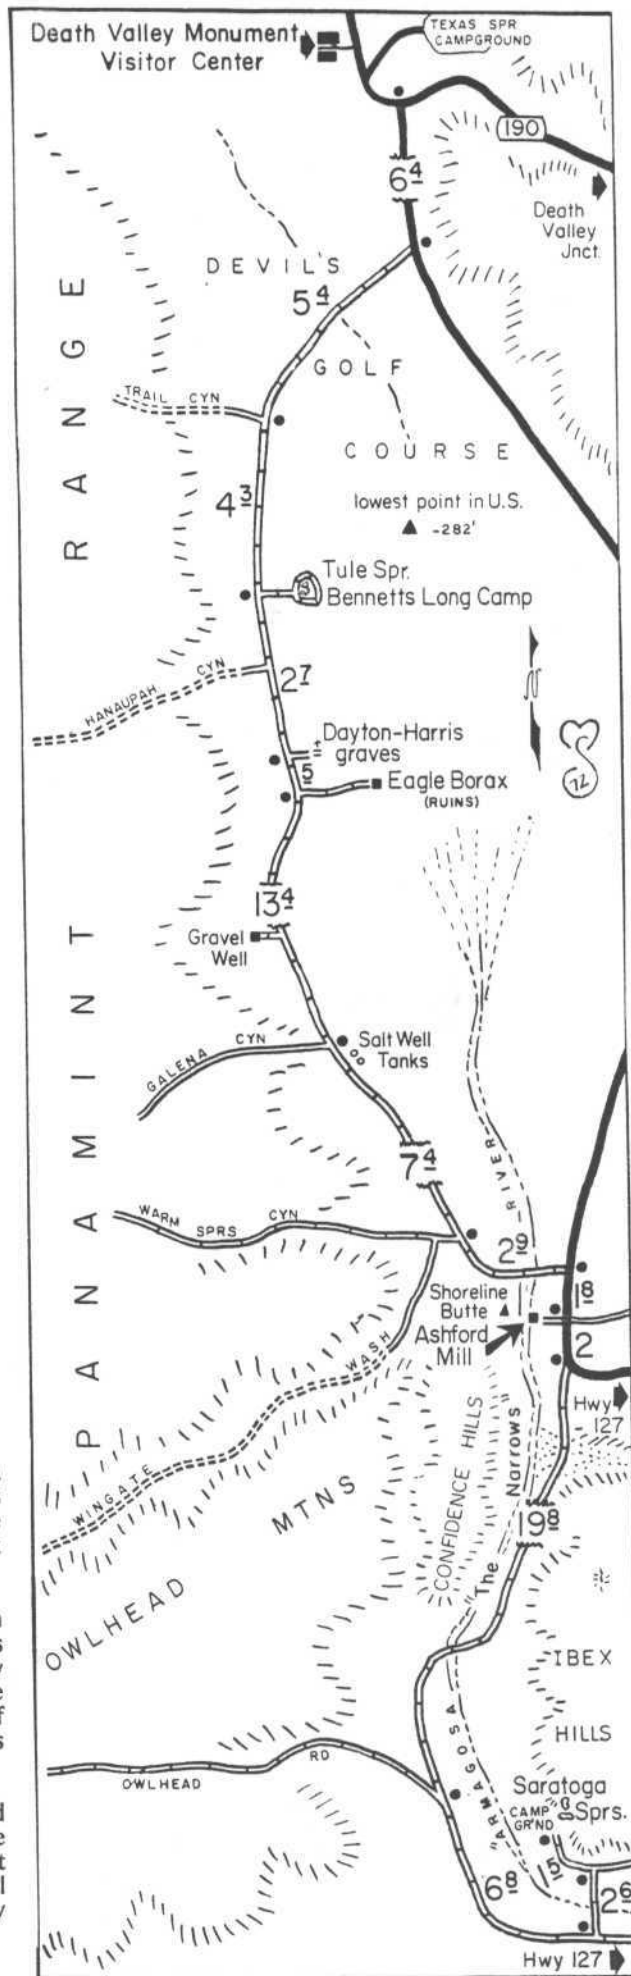 Death Valley Monument
Visitor Center
TEXAS SPR
CAMPGROUND
190
6⁴
Death
Valley
Jnct.
DEVIL'S
5⁴
GOLF
TRAIL CYN
COURSE
4³
lowest point in U.S.
-282'
Tule Spr.
Bennetts Long Camp
HANAUPAH CYN
2⁷
N
72
Dayton-Harris
graves
5
Eagle Borax
(RUINS)
13⁴
Gravel
Well
GALENA CYN
Salt Well
Tanks
7⁴
RIVER
WARM SPRS CYN
2⁹
Shoreline
Butte
1⁸
Ashford
Mill
2
WINGATE WASH
Hwy
127
PANAMINT RANGE
CONFIDENCE HILLS
The Narrows
19⁸
OWLHEAD MTNS
IBEX
HILLS
OWLHEAD RD
"ARMAGOSA
Saratoga
Sprs.
CAMP
GR'ND
15
6⁸
2⁶
Hwy 127